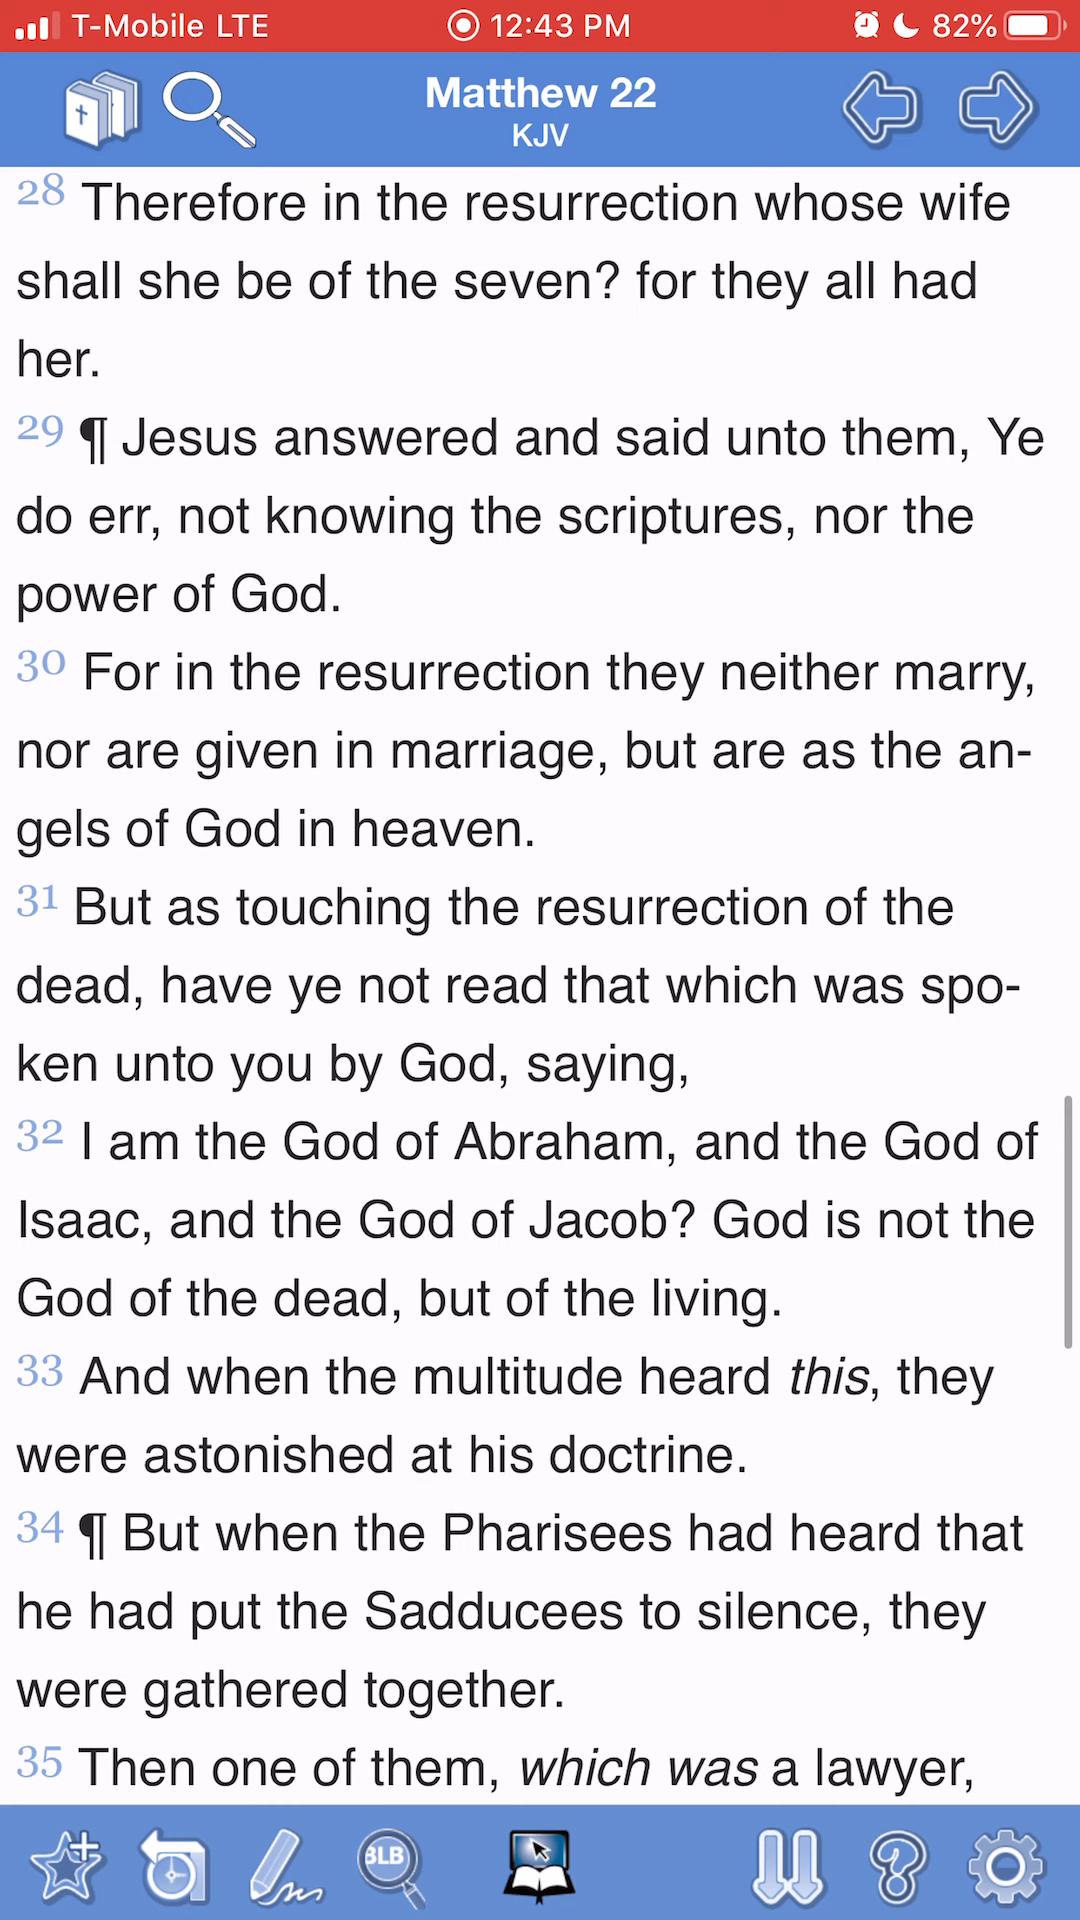 T-Mobile LTE 12:43 PM 82%
Matthew 22
KJV
28 Therefore in the resurrection whose wife
shall she be of the seven? for they all had
her.
29 ¶ Jesus answered and said unto them, Ye
do err, not knowing the scriptures, nor the
power of God.
30 For in the resurrection they neither marry,
nor are given in marriage, but are as the an-
gels of God in heaven.
31 But as touching the resurrection of the
dead, have ye not read that which was spo-
ken unto you by God, saying,
32 I am the God of Abraham, and the God of
Isaac, and the God of Jacob? God is not the
God of the dead, but of the living.
33 And when the multitude heard this, they
were astonished at his doctrine.
34 ¶ But when the Pharisees had heard that
he had put the Sadducees to silence, they
were gathered together.
35 Then one of them, which was a lawyer,
BLB